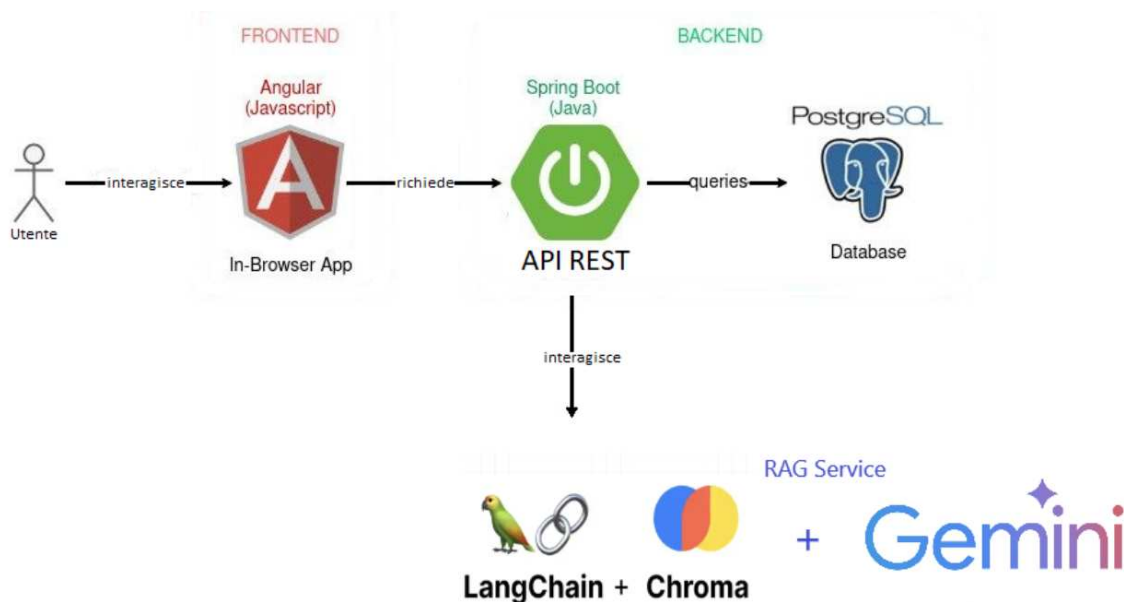 FRONTEND
BACKEND
Angular
(Javascript)
Spring Boot
(Java)
PostgreSQL
A
interagisce
richiede
queries
Utente
In-Browser App
API REST
Database
interagisce
RAG Service
+ Gemini
LangChain + Chroma